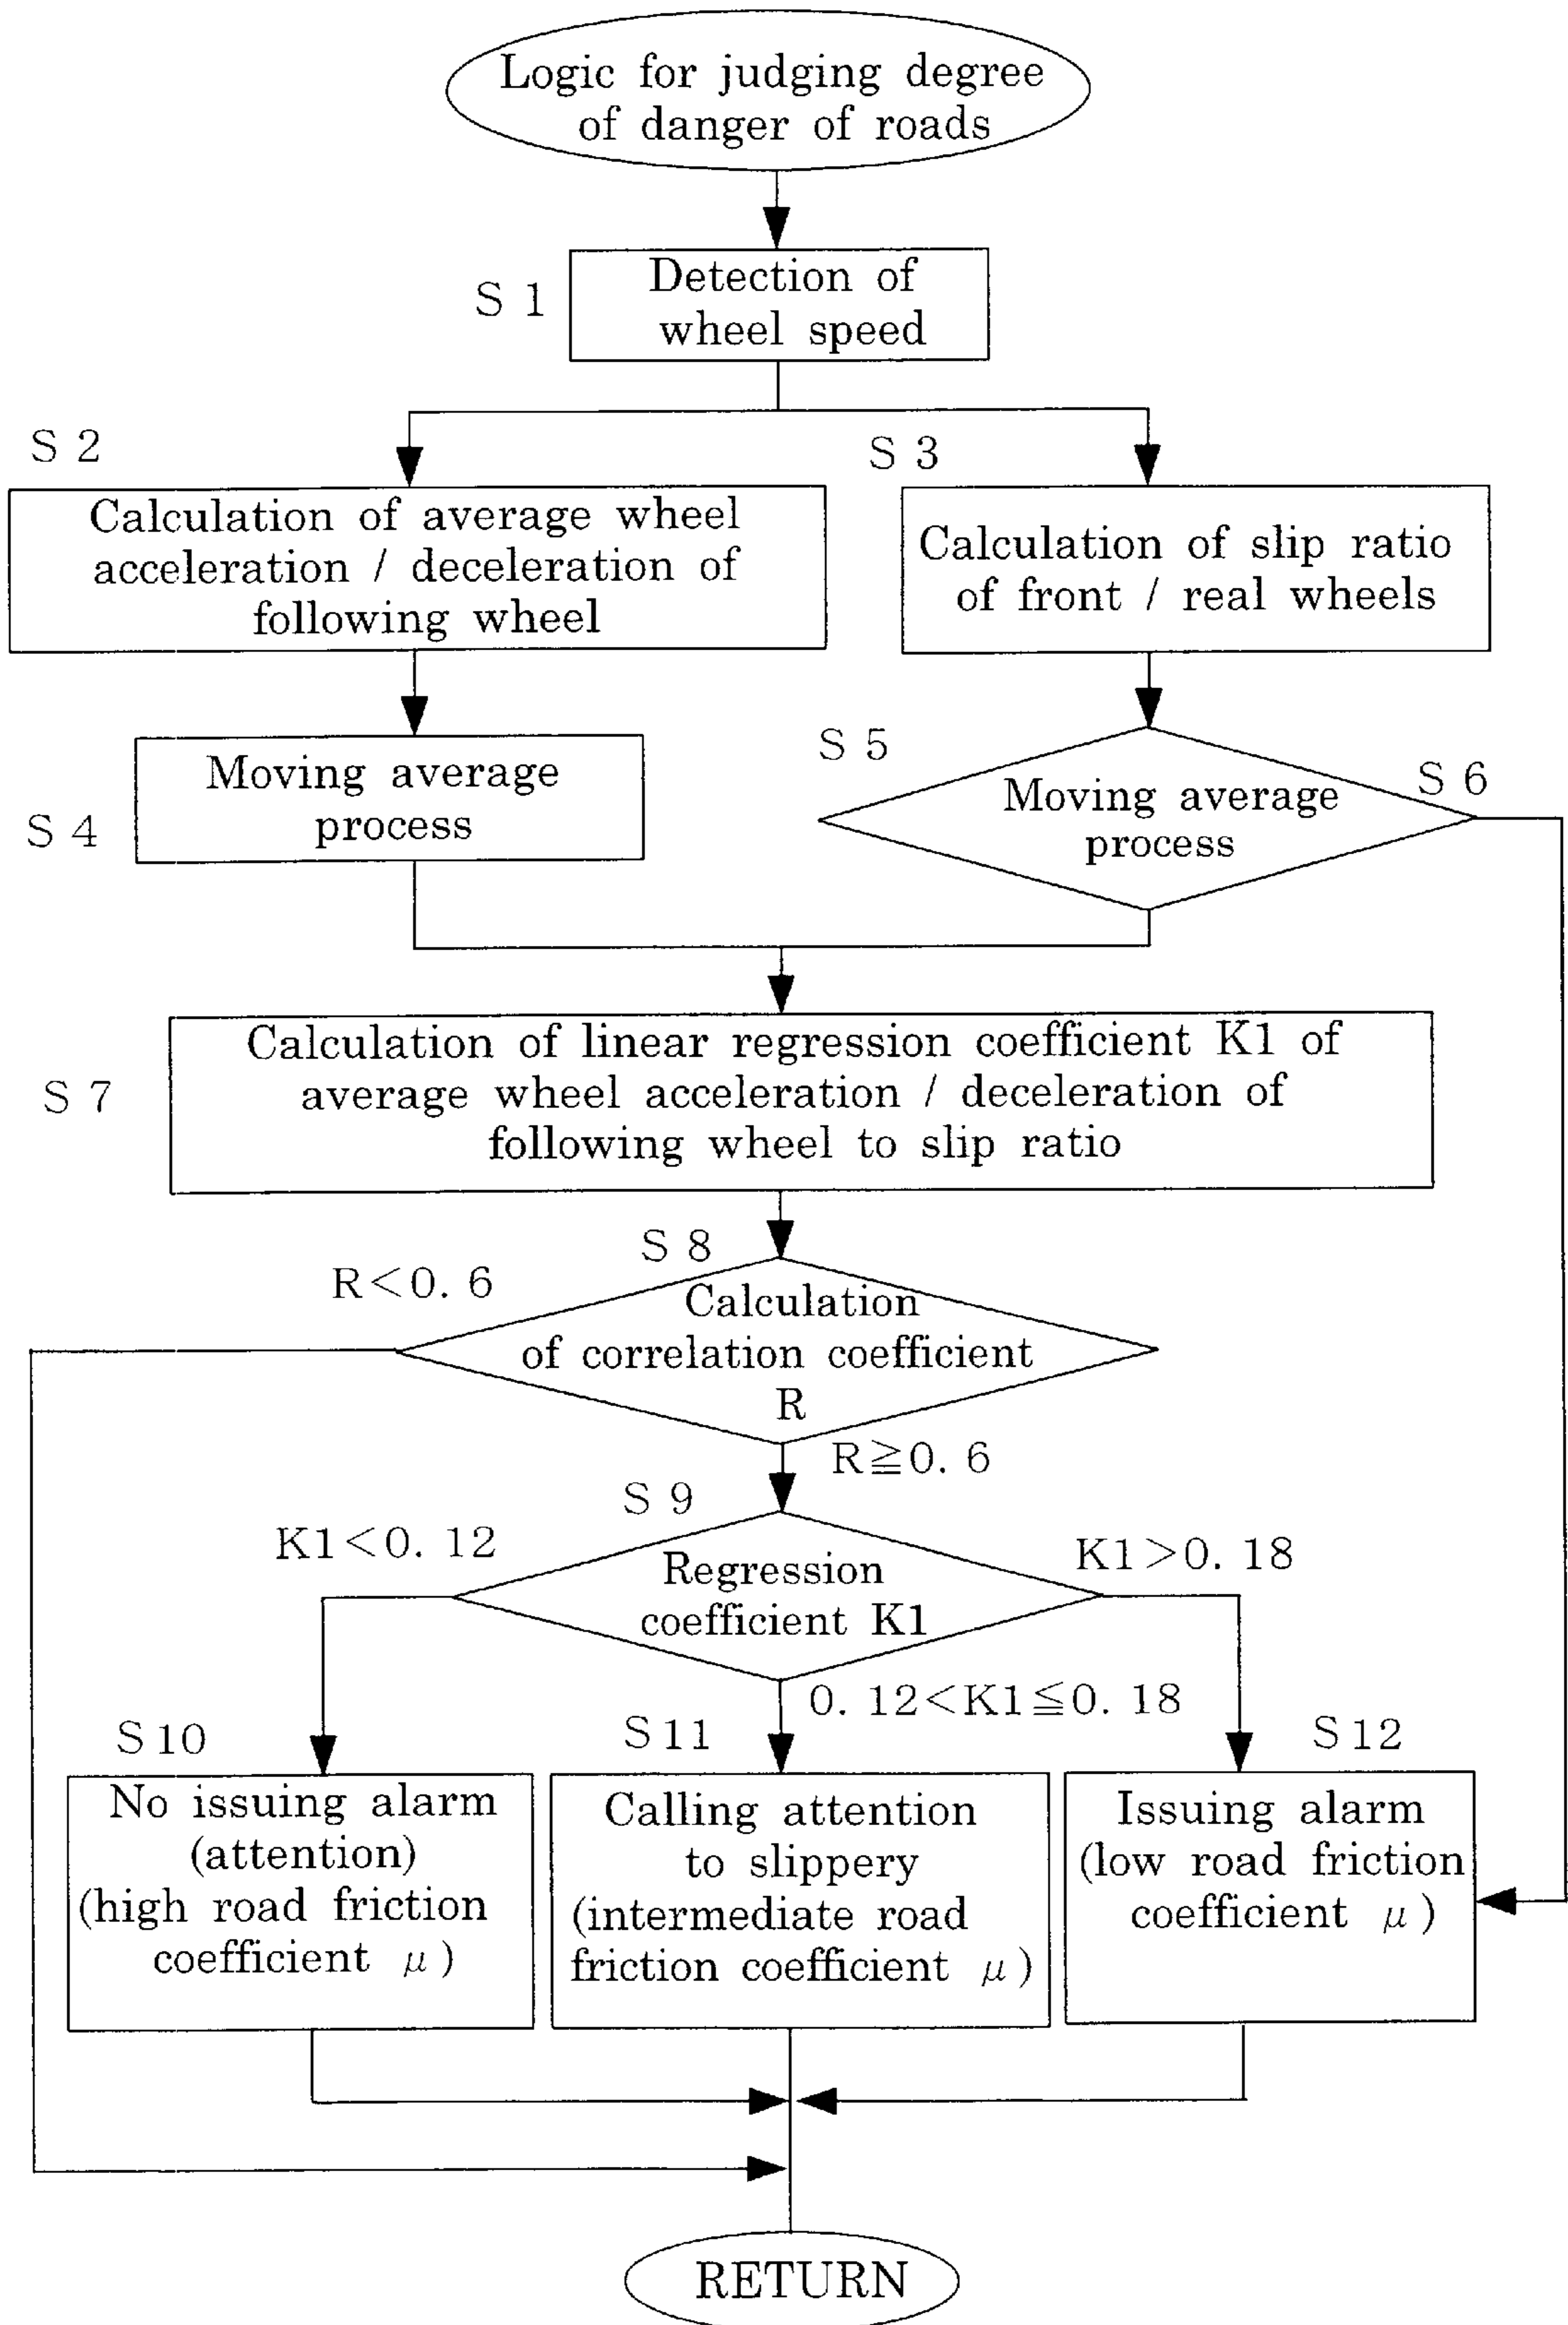 Logic for judging degree
of danger of roads
S 1
Detection of
wheel speed
S 2
Calculation of average wheel
acceleration / deceleration of
following wheel
S 3
Calculation of slip ratio
of front / real wheels
S 4
Moving average
process
S 5
Moving average
process
S 6
S 7
Calculation of linear regression coefficient K1 of
average wheel acceleration / deceleration of
following wheel to slip ratio
S 8
R<0. 6
Calculation
of correlation coefficient
R
R≧0. 6
S 9
K1<0. 12
Regression
coefficient K1
K1>0. 18
0. 12<K1≦0. 18
S10
No issuing alarm
(attention)
(high road friction
coefficient μ)
S11
Calling attention
to slippery
(intermediate road
friction coefficient μ)
S12
Issuing alarm
(low road friction
coefficient μ)
RETURN